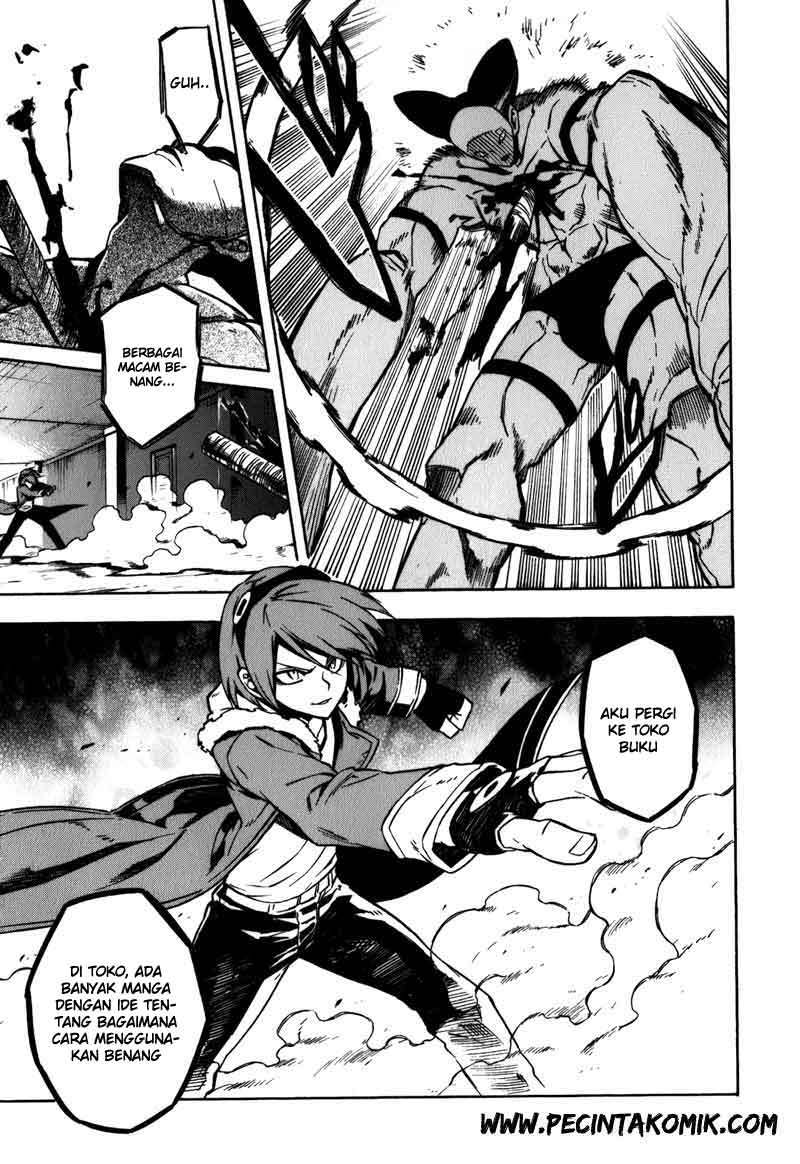 GUH..
BERBAGAI
MACAM BE-
NANG...
AKU PERGI
KE TOKO
BUKU
DI TOKO, ADA
BANYAK MANGA
DENGAN IDE TEN-
TANG BAGAIMANA
CARA MENGGUNA-
KAN BENANG
WWW.PECINTAKOMIK.COM